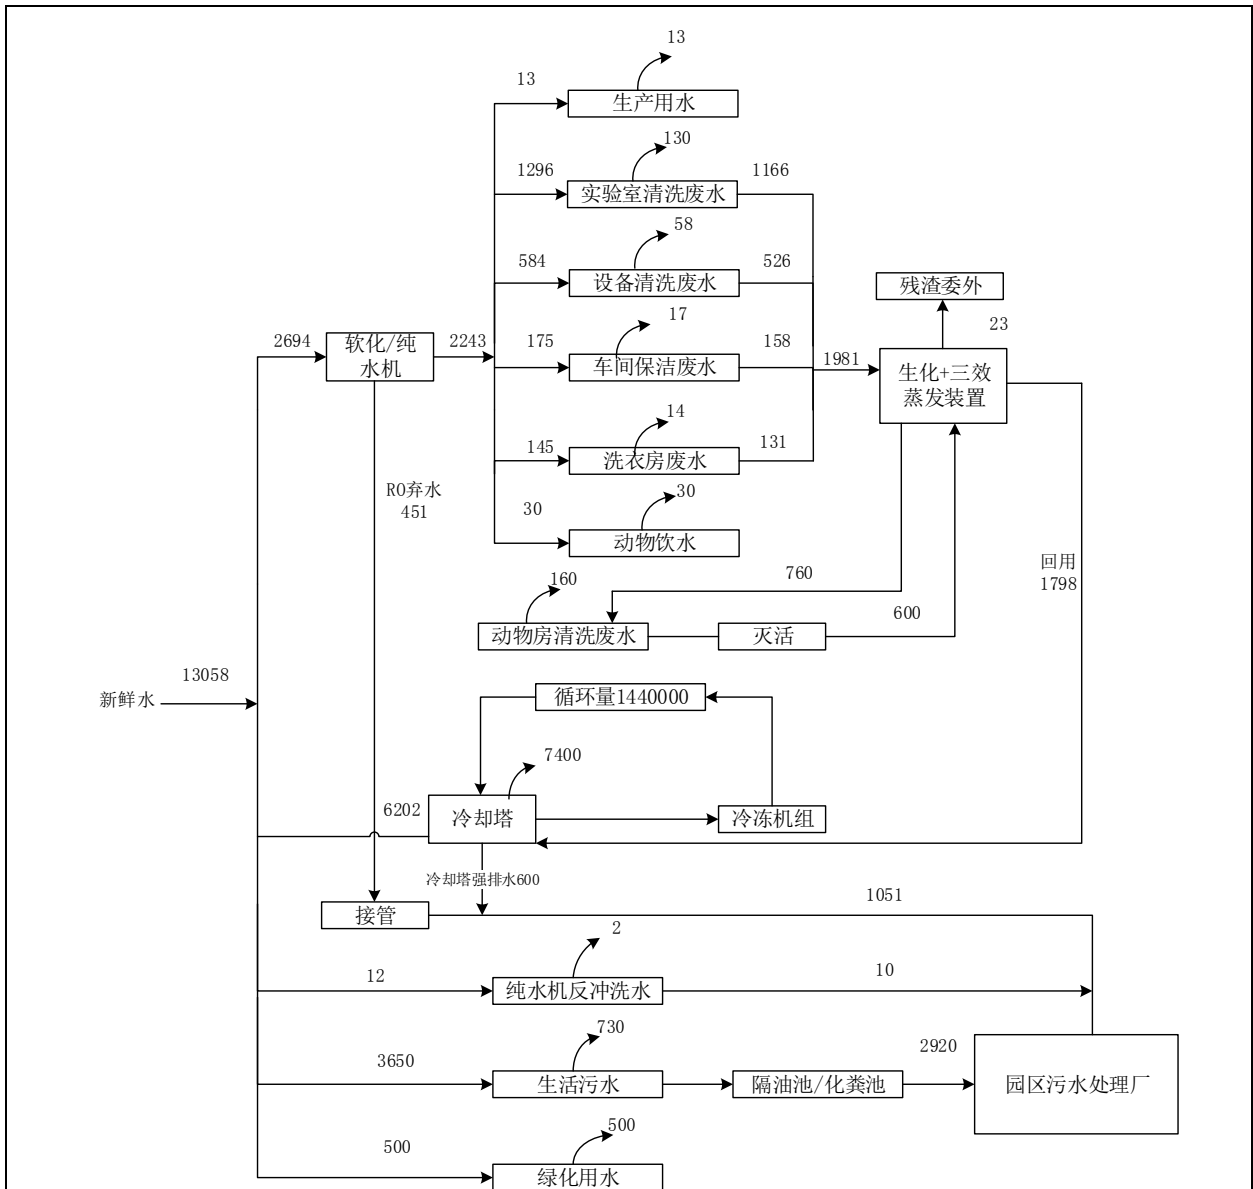 13
13
生产用水
130
1296
实验室清洗废水
1166
58
584
设备清洗废水
526
残渣委外
23
17
2694
软化/纯
水机
2243
175
车间保洁废水
158
1981
生化+三效
蒸发装置
14
145
洗衣房废水
131
RO弃水
451
30
30
动物饮水
回用
1798
760
160
动物房清洗废水
灭活
600
13058
新鲜水
循环量1440000
7400
6202
冷却塔
冷冻机组
冷却塔强排水600
接管
1051
2
12
纯水机反冲洗水
10
730
3650
生活污水
隔油池/化粪池
2920
园区污水处理厂
500
500
绿化用水